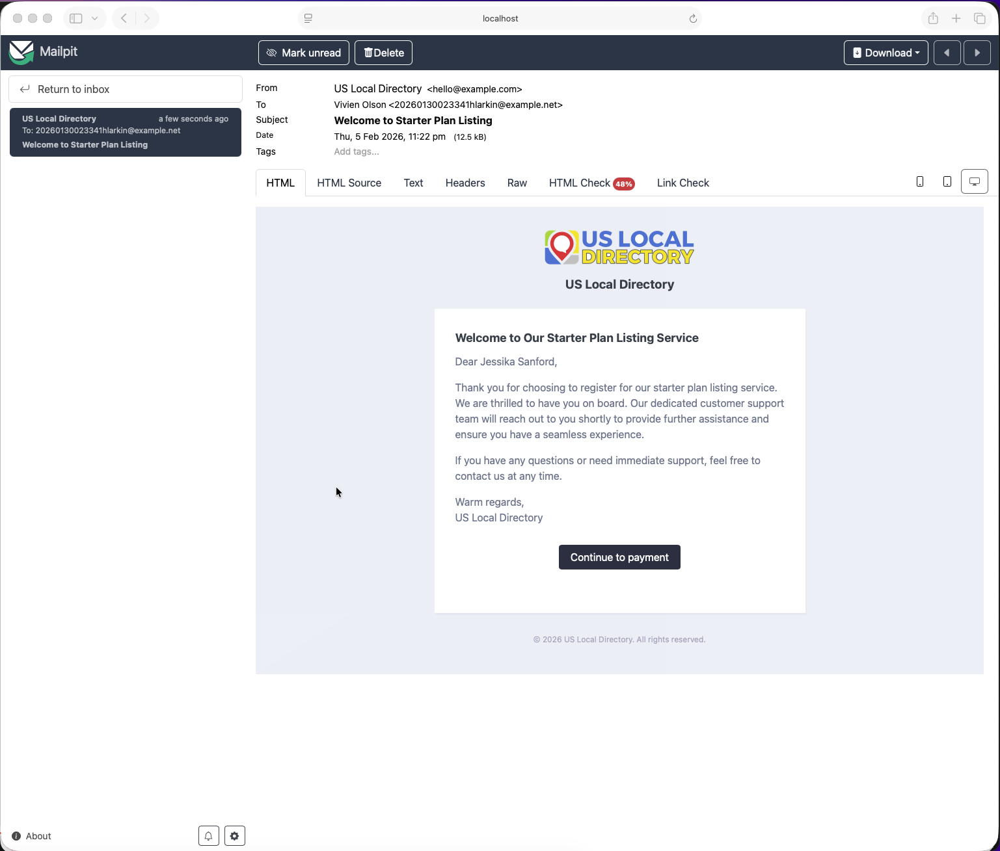 localhost
Mailpit
Mark unread
Delete
Download
Return to inbox
US Local Directory a few seconds ago
To: 20260130023341hlarkin@example.net
Welcome to Starter Plan Listing
From US Local Directory <hello@example.com>
To Vivien Olson <20260130023341hlarkin@example.net>
Subject Welcome to Starter Plan Listing
Date Thu, 5 Feb 2026, 11:22 pm (12.5 kB)
Tags Add tags...
HTML HTML Source Text Headers Raw HTML Check 48% Link Check
US LOCAL
DIRECTORY
US Local Directory
Welcome to Our Starter Plan Listing Service
Dear Jessika Sanford,
Thank you for choosing to register for our starter plan listing service.
We are thrilled to have you on board. Our dedicated customer support
team will reach out to you shortly to provide further assistance and
ensure you have a seamless experience.
If you have any questions or need immediate support, feel free to
contact us at any time.
Warm regards,
US Local Directory
Continue to payment
© 2026 US Local Directory. All rights reserved.
About